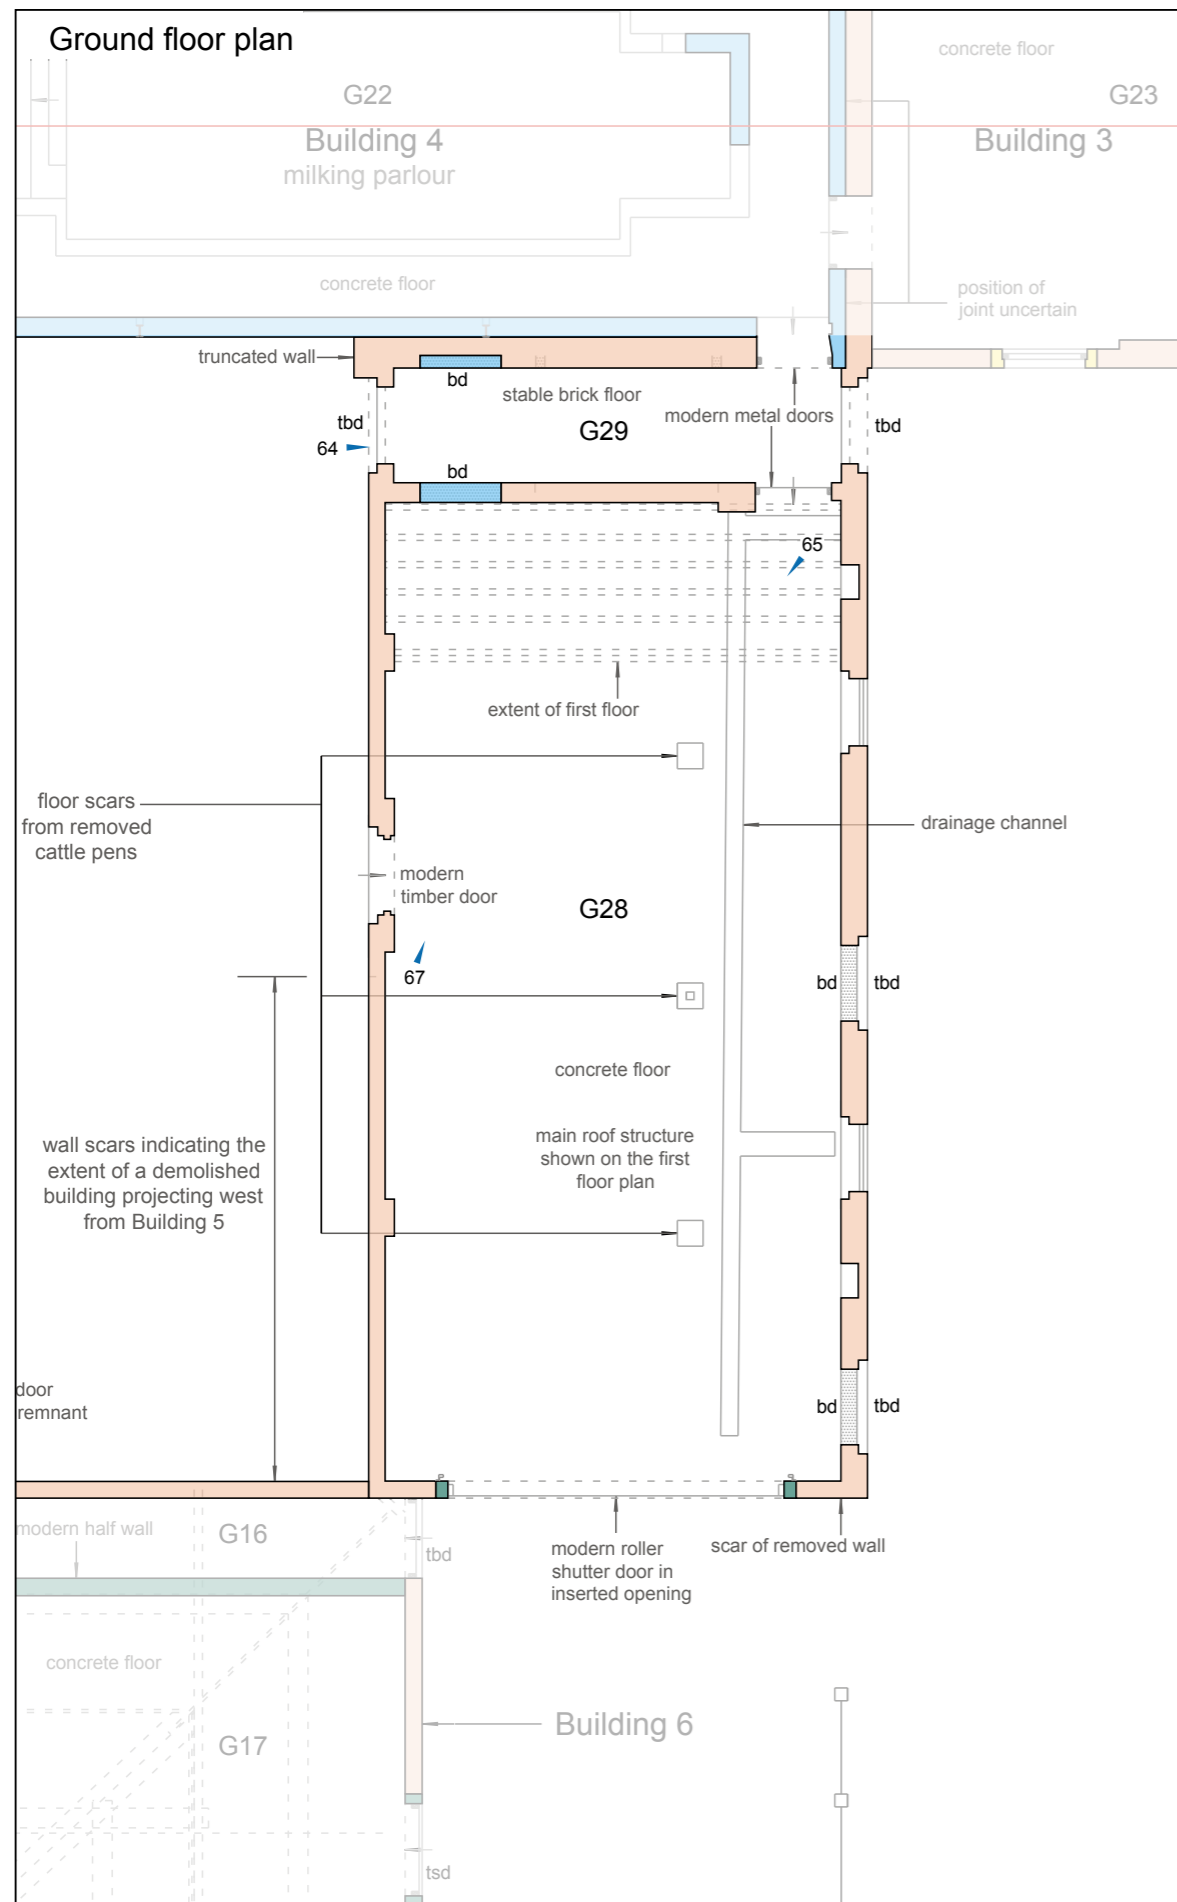 Ground floor plan
concrete floor
G22
G23
Building 4
Building 3
milking parlour
concrete floor
position of
joint uncertain
truncated wall
bd
stable brick floor
modern metal doors
tbd
G29
tbd
64
bd
65
extent of first floor
floor scars
from removed
cattle pens
drainage channel
modern
timber door
G28
67
bd
tbd
concrete floor
main roof structure
shown on the first
floor plan
wall scars indicating the
extent of a demolished
building projecting west
from Building 5
door
remnant
bd
tbd
modern half wall
G16
tbd
modern roller
shutter door in
inserted opening
scar of removed wall
concrete floor
Building 6
G17
tsd